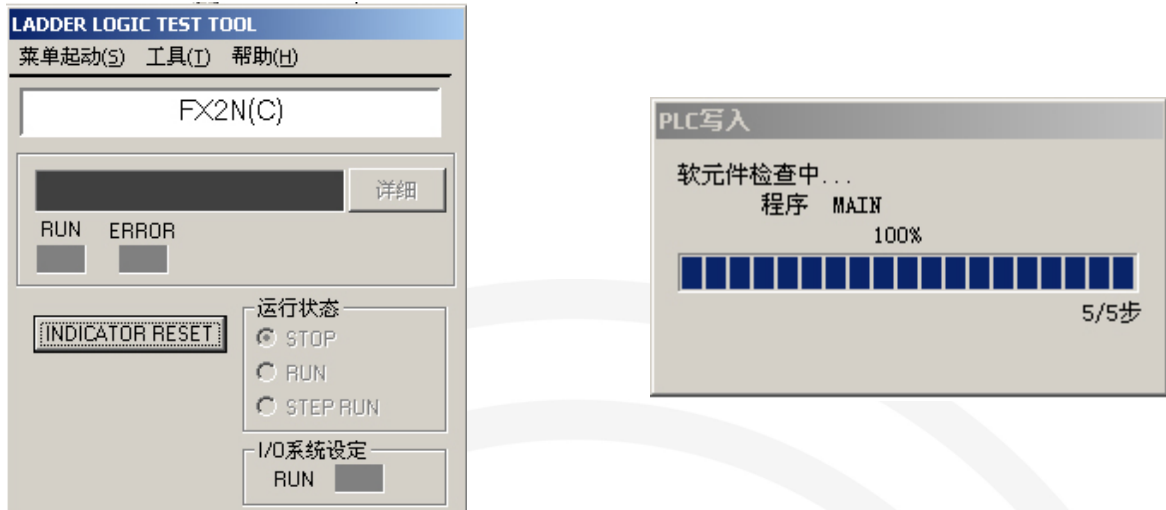 LADDER LOGIC TEST TOOL
菜单起动(S) 工具(T) 帮助(H)
FX2N(C)
详细
RUN ERROR
INDICATOR RESET
运行状态
STOP
RUN
STEP RUN
I/O系统设定
RUN
PLC写入
软元件检查中...
程序 MAIN
100%
5/5步